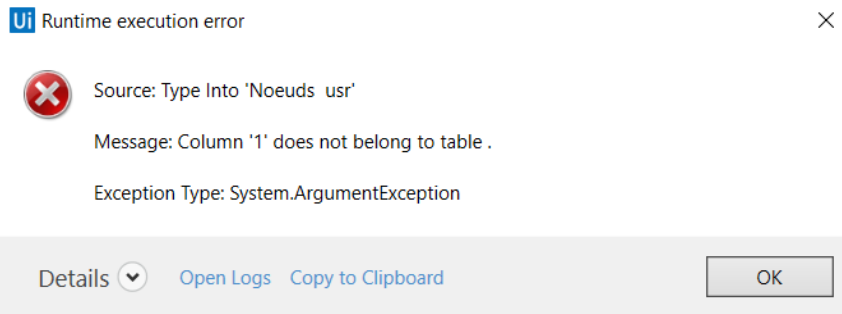 Ui Runtime execution error
Source: Type Into 'Noeuds  usr'
Message: Column '1' does not belong to table .
Exception Type: System.ArgumentException
Details Open Logs Copy to Clipboard OK